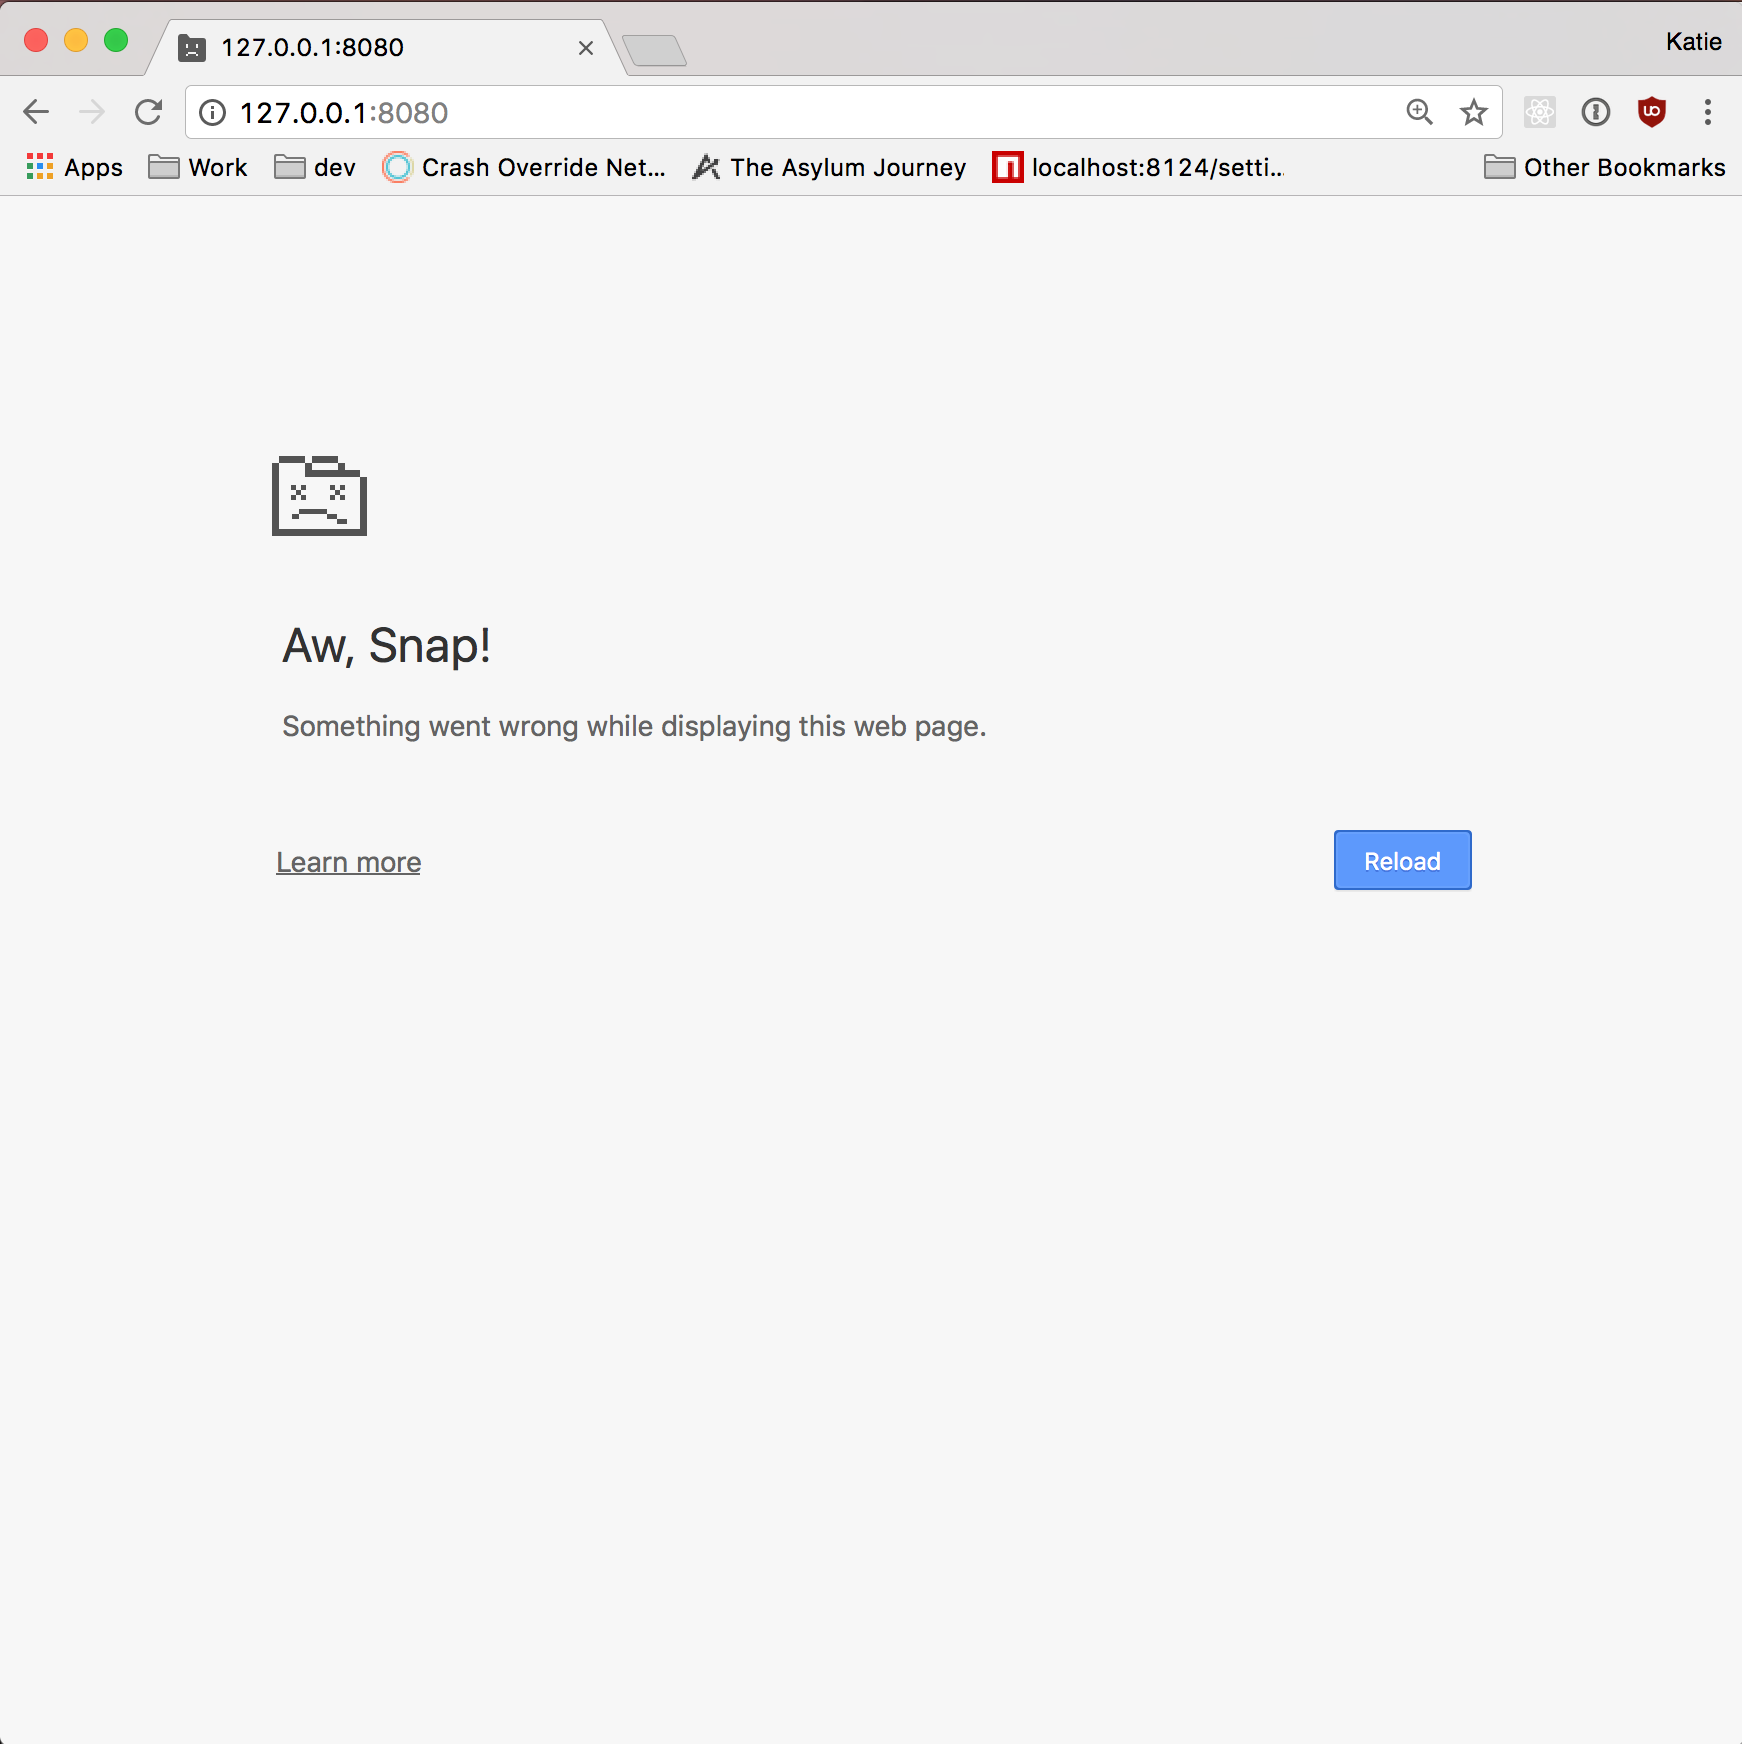 127.0.0.1:8080
Katie
127.0.0.1:8080
Apps Work dev Crash Override Net... The Asylum Journey localhost:8124/setti... Other Bookmarks
Aw, Snap!
Something went wrong while displaying this web page.
Learn more Reload